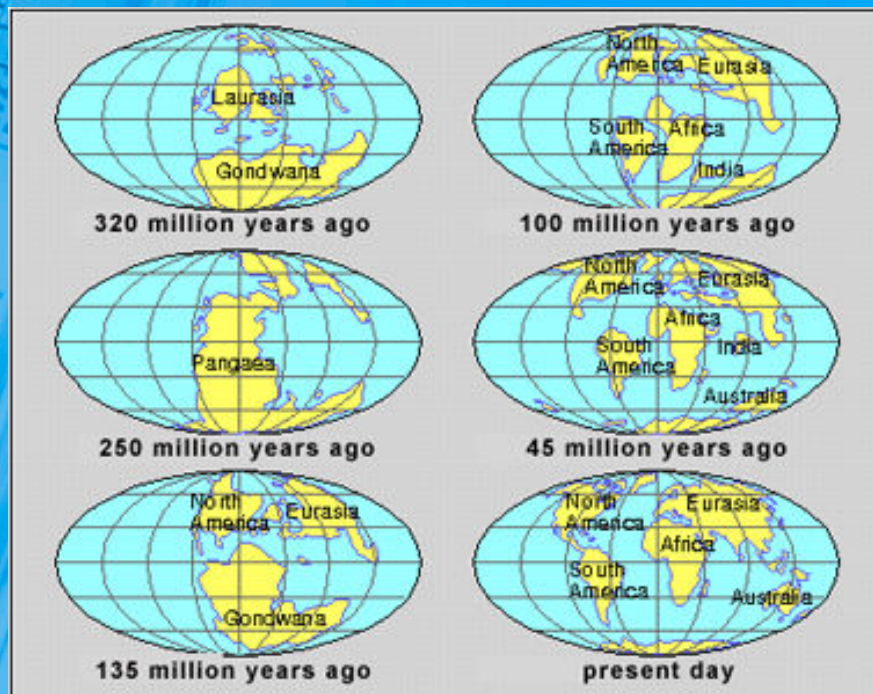 Laurasia
Gondwana
320 million years ago
North
America
Eurasia
South
America
Africa
India
100 million years ago
Pangaea
250 million years ago
North
America
Eurasia
Africa
South
America
India
Australia
45 million years ago
North
America
Eurasia
Gondwana
135 million years ago
North
America
Eurasia
Africa
South
America
Australia
present day